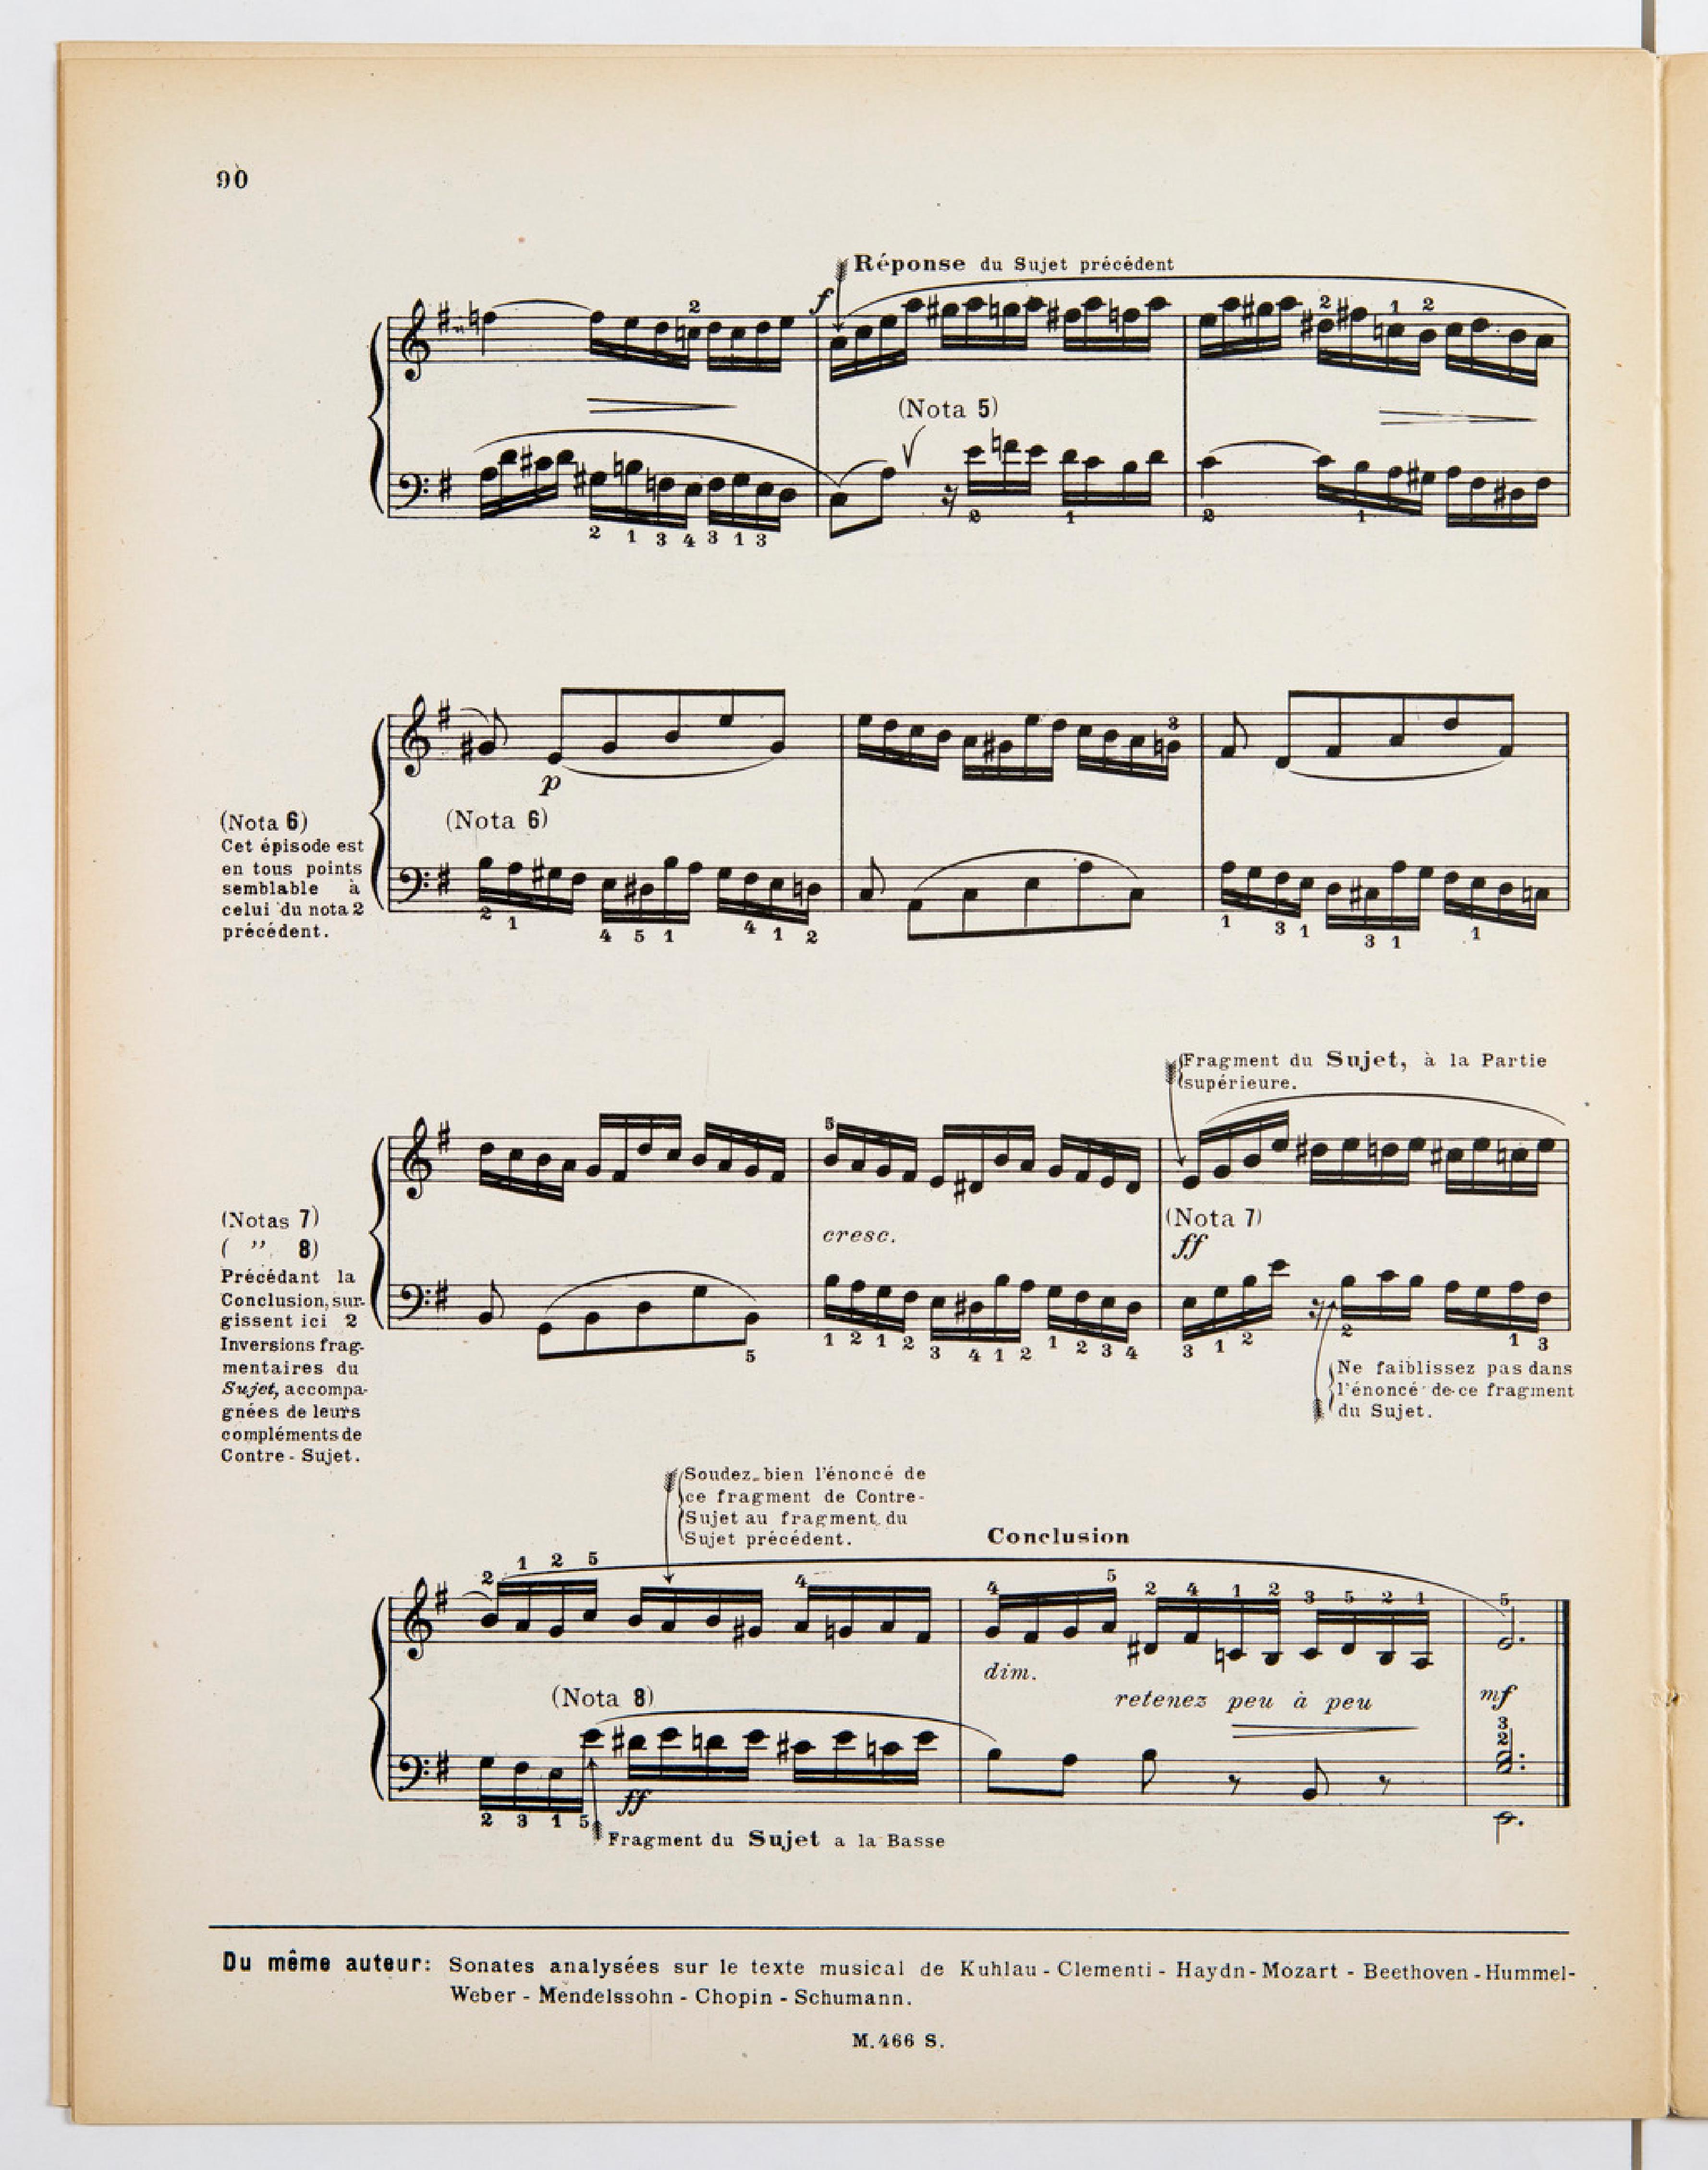 90
Réponse du Sujet précédent
2
f
2 1 2
(Nota 5)
2 1 3 4 3 1 3
2 1 2 1
3
p
(Nota 6)
Cet épisode est
en tous points
semblable à
celui du nota 2
précédent.
(Nota 6)
2 1 4 5 1 4 1 2
1 3 1 3 1 1
Fragment du Sujet, à la Partie
supérieure.
5
cresc.
(Nota 7)
ff
(Notas 7)
( " 8)
Précédant la
Conclusion, sur-
gissent ici 2
Inversions frag-
mentaires du
Sujet, accompa-
gnées de leurs
compléments de
Contre-Sujet.
5
1 2 1 2 3 4 1 2 1 2 3 4
3 1 2 2 1 3
Ne faiblissez pas dans
l'énoncé de ce fragment
du Sujet.
Soudez bien l'énoncé de
ce fragment de Contre-
Sujet au fragment du
Sujet précédent.
Conclusion
2 1 2 5 4 4 5 2 4 1 2 3 5 2 1 5
dim.
retenez peu à peu
mf
(Nota 8)
3
2
ff
2 3 1 5
Fragment du Sujet a la Basse
Du même auteur: Sonates analysées sur le texte musical de Kuhlau - Clementi - Haydn - Mozart - Beethoven - Hummel-
Weber - Mendelssohn - Chopin - Schumann.
M. 466 S.